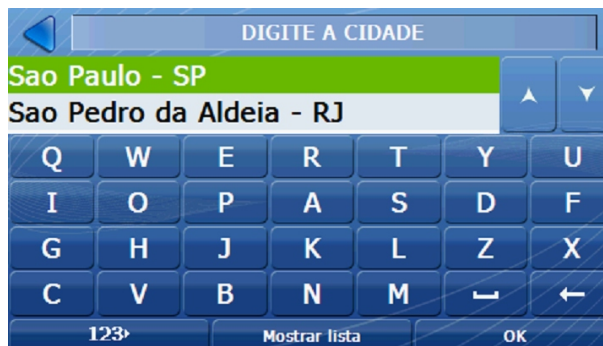 DIGITE A CIDADE
Sao Paulo - SP
Sao Pedro da Aldeia - RJ
Q W E R T Y U
I O P A S D F
G H J K L Z X
C V B N M
123 Mostrar lista OK